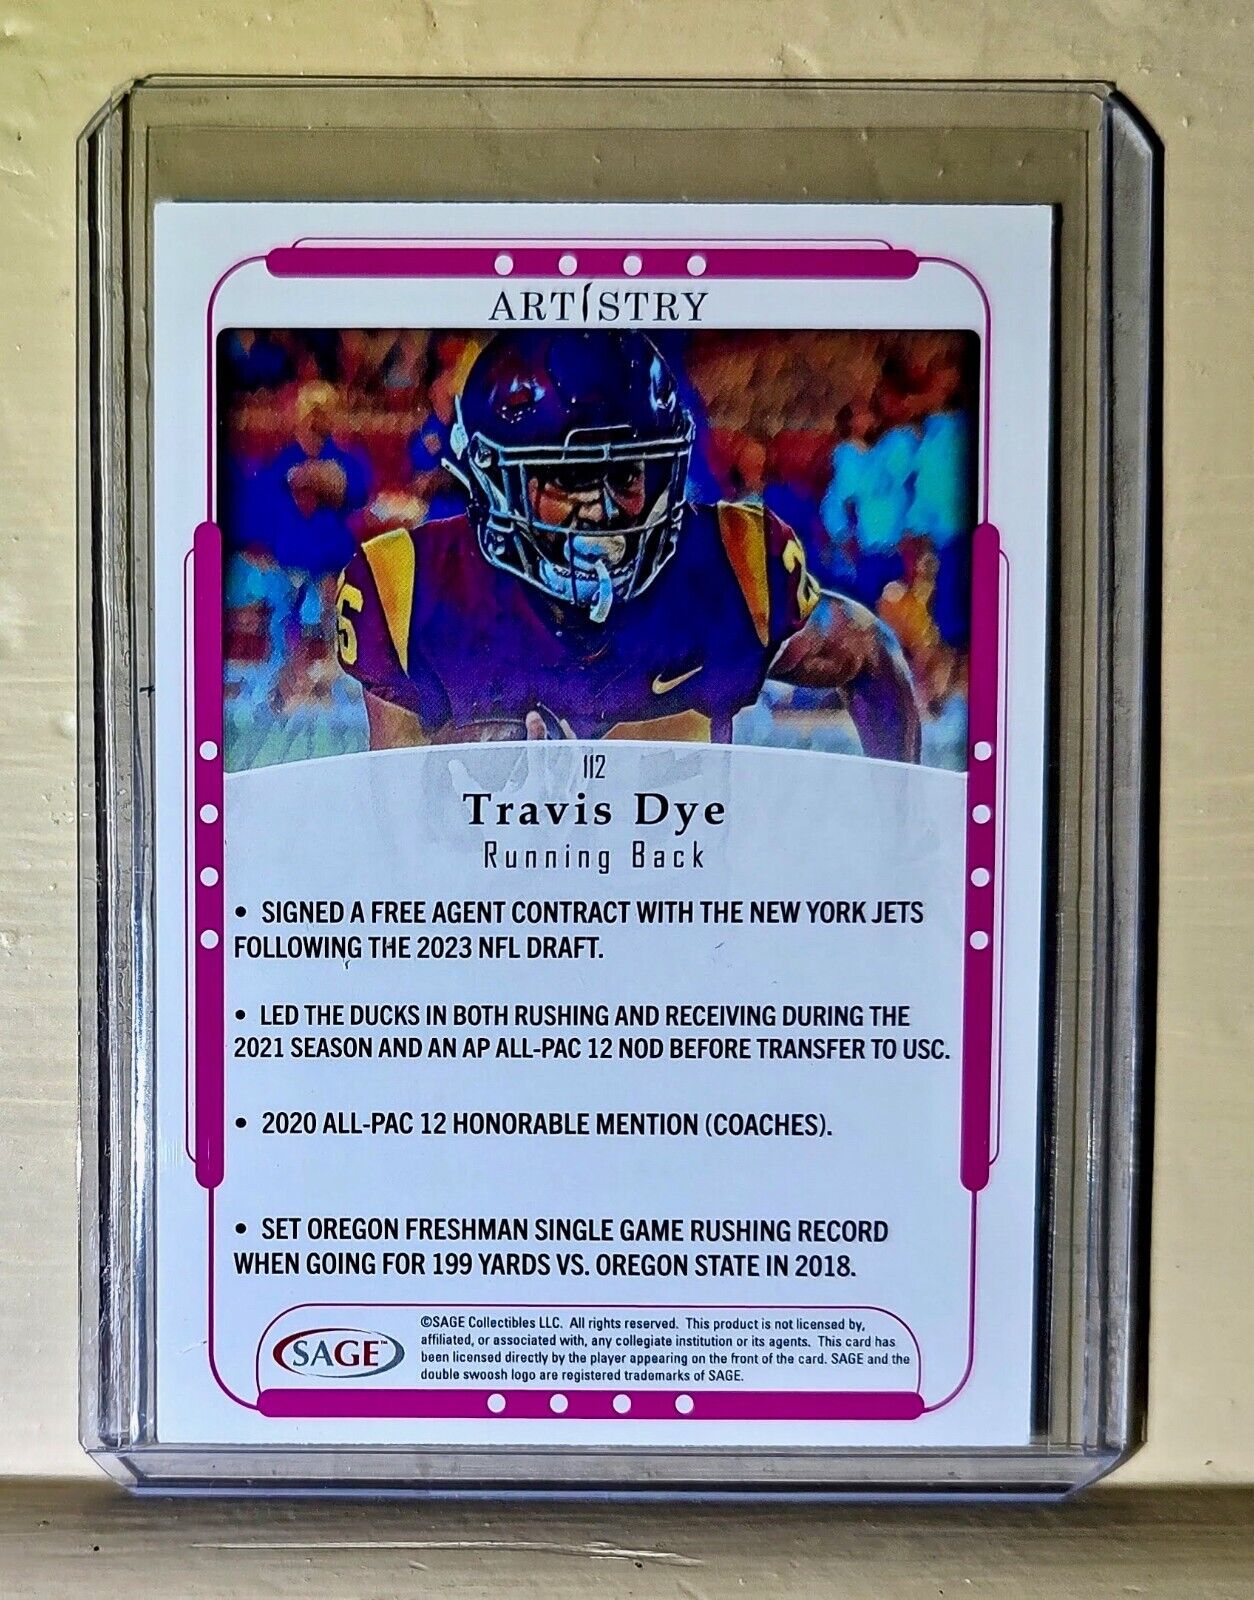 ARTISTRY
26
2
112
Travis Dye
Running Back
• SIGNED A FREE AGENT CONTRACT WITH THE NEW YORK JETS
FOLLOWING THE 2023 NFL DRAFT.
• LED THE DUCKS IN BOTH RUSHING AND RECEIVING DURING THE
2021 SEASON AND AN AP ALL-PAC 12 NOD BEFORE TRANSFER TO USC.
• 2020 ALL-PAC 12 HONORABLE MENTION (COACHES).
• SET OREGON FRESHMAN SINGLE GAME RUSHING RECORD
WHEN GOING FOR 199 YARDS VS. OREGON STATE IN 2018.
SAGE™
©SAGE Collectibles LLC. All rights reserved. This product is not licensed by,
affiliated, or associated with, any collegiate institution or its agents. This card has
been licensed directly by the player appearing on the front of the card. SAGE and the
double swoosh logo are registered trademarks of SAGE.